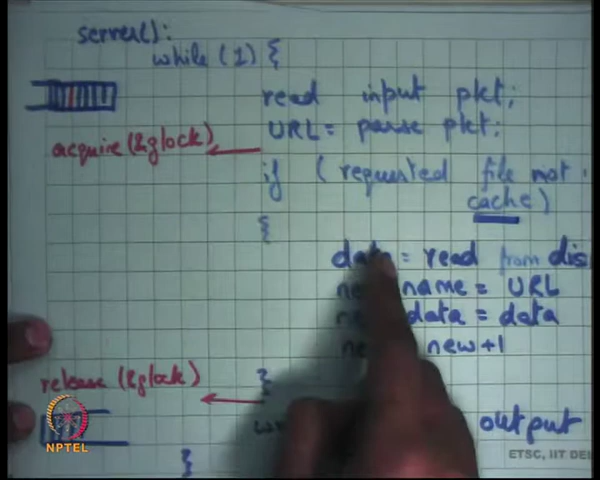 server():
while (1) {
read input pkt;
acquire (&glock)
URL = parse pkt;
if (requested file not
cache)
{
data = read from dis
name = URL
data = data
new+1
release (&glock)
}
output
}
NPTEL
ETSC, IIT DEL